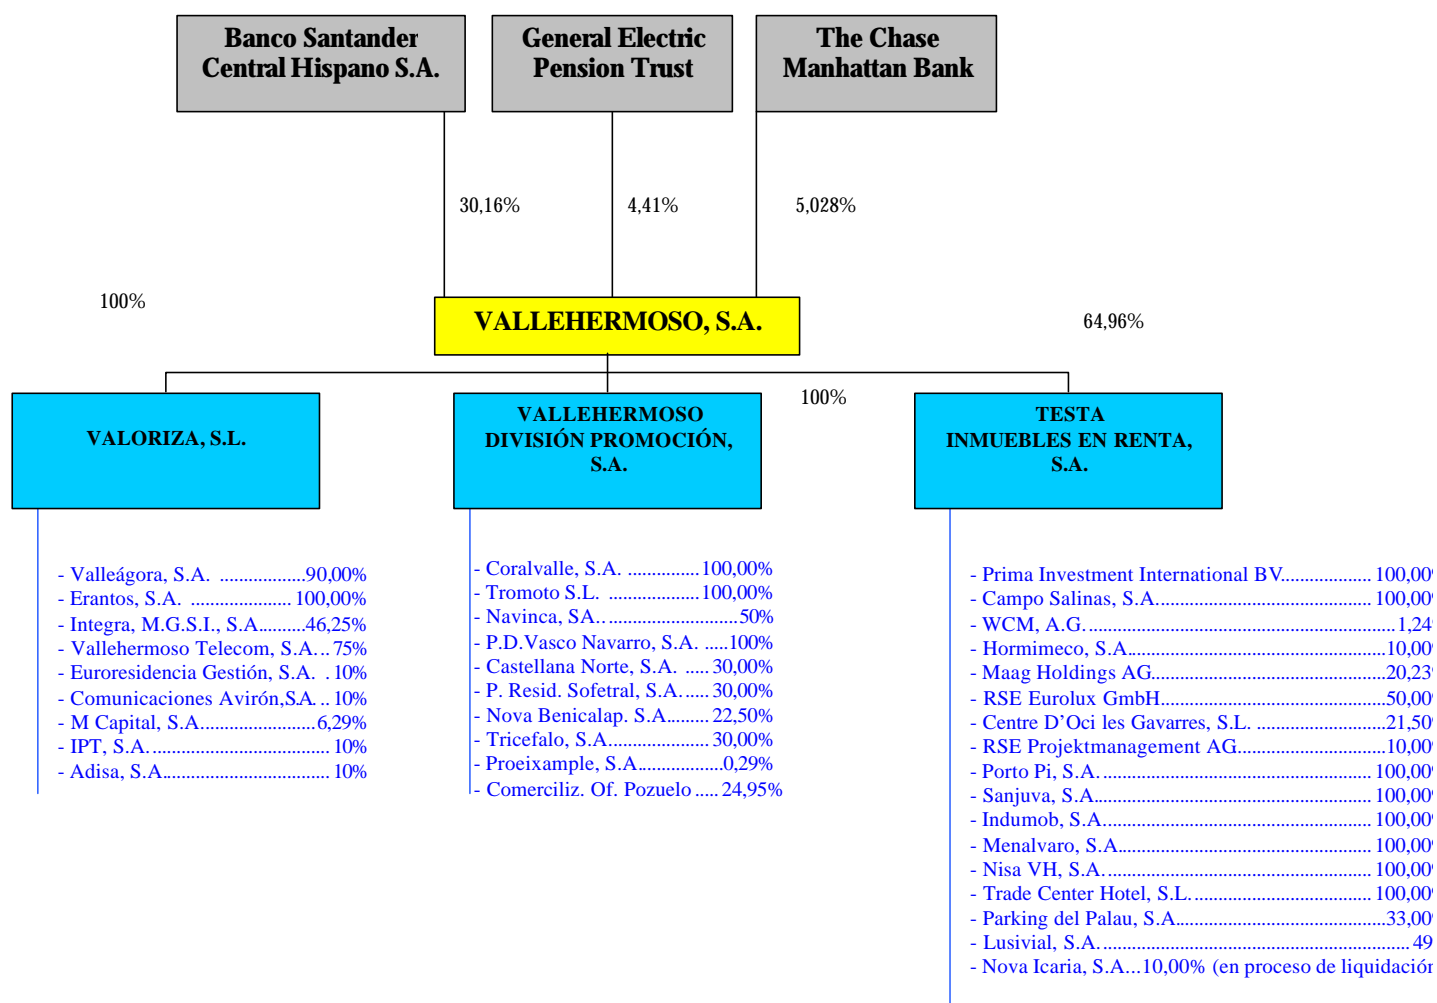 Banco Santander
Central Hispano S.A.
General Electric
Pension Trust
The Chase
Manhattan Bank
30,16%
4,41%
5,028%
100%
VALLEHERMOSO, S.A.
64,96%
100%
VALORIZA, S.L.
VALLEHERMOSO
DIVISIÓN PROMOCIÓN,
S.A.
TESTA
INMUEBLES EN RENTA,
S.A.
- Valleágora, S.A. ..................90,00%
- Erantos, S.A. ..................... 100,00%
- Integra, M.G.S.I., S.A..........46,25%
- Vallehermoso Telecom, S.A... 75%
- Euroresidencia Gestión, S.A. . 10%
- Comunicaciones Avirón,S.A. .. 10%
- M Capital, S.A........................6,29%
- IPT, S.A..................................... 10%
- Adisa, S.A.................................. 10%
- Coralvalle, S.A. ...............100,00%
- Tromoto S.L. ................... 100,00%
- Navinca, SA.. ............................50%
- P.D.Vasco Navarro, S.A. .....100%
- Castellana Norte, S.A. ..... 30,00%
- P. Resid. Sofetral, S.A...... 30,00%
- Nova Benicalap. S.A........ 22,50%
- Tricefalo, S.A..................... 30,00%
- Proeixample, S.A..................0,29%
- Comerciliz. Of. Pozuelo ..... 24,95%
- Prima Investment International BV................... 100,00%
- Campo Salinas, S.A............................................. 100,00%
- WCM, A.G. .................................................................1,24%
- Hormimeco, S.A.....................................................10,00%
- Maag Holdings AG.................................................20,23%
- RSE Eurolux GmbH...............................................50,00%
- Centre D’Oci les Gavarres, S.L. ...........................21,50%
- RSE Projektmanagement AG...............................10,00%
- Porto Pi, S.A. ......................................................... 100,00%
- Sanjuva, S.A.......................................................... 100,00%
- Indumob, S.A......................................................... 100,00%
- Menalvaro, S.A..................................................... 100,00%
- Nisa VH, S.A......................................................... 100,00%
- Trade Center Hotel, S.L...................................... 100,00%
- Parking del Palau, S.A...........................................33,00%
- Lusivial, S.A................................................................. 49
- Nova Icaria, S.A...10,00% (en proceso de liquidación